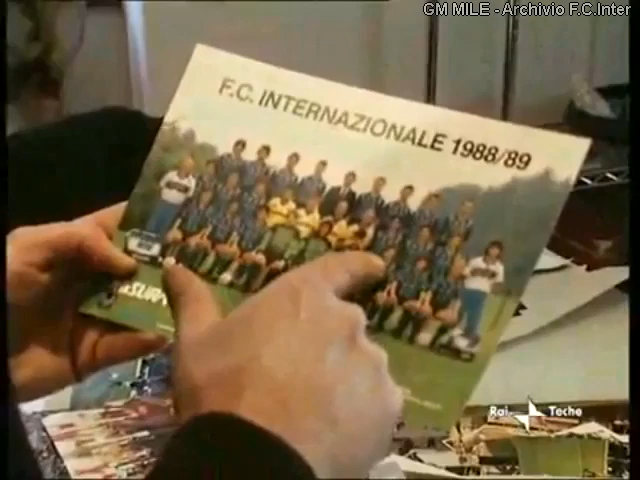 GM MILE - Archivio F.C.Inter
F.C. INTERNAZIONALE 1988/89
Rai Teche